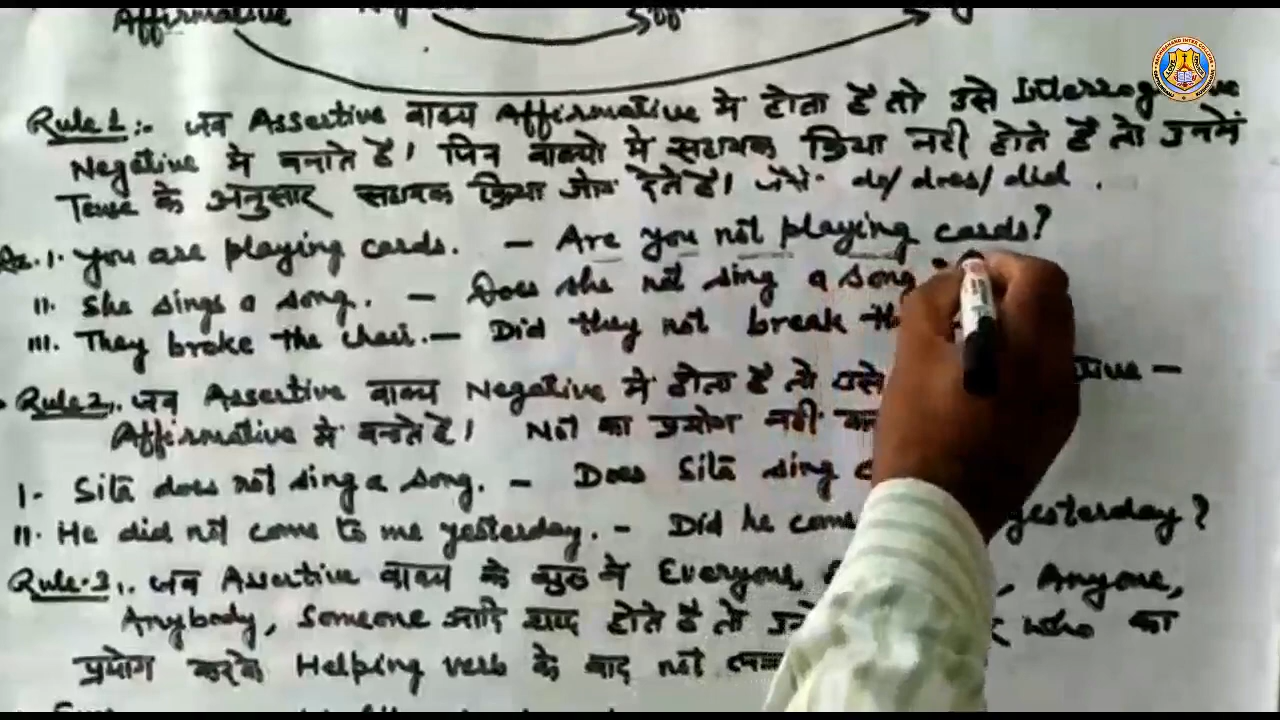 Affirmative
Rule 1:- जब Assertive वाक्य Affirmative में होता है तो उसे
Negative में बनाते है। जिन वाक्यो मे सहायक क्रिया नही होते है तो उनमें
Tense के अनुसार सहायक क्रिया जोड़ देते है। जैसे- do/does/did.
1. You are playing cards. - Are you not playing cards?
II. She sings a song. - Does she not sing a song
III. They broke the chair. - Did they not break
Rule 2. जब Assertive वाक्य Negative में होता है तो उसे
Affirmative में बनाते है। Not का प्रयोग नही
I- Sita does not sing a song. - Does Sita sing
II. He did not come to me yesterday. - Did he come yesterday?
Rule-3. जब Assertive वाक्य के शुरु मे Everyone, Anyone,
Anybody, Someone आदि शब्द होते है तो who का
प्रयोग करके Helping verb के बाद not